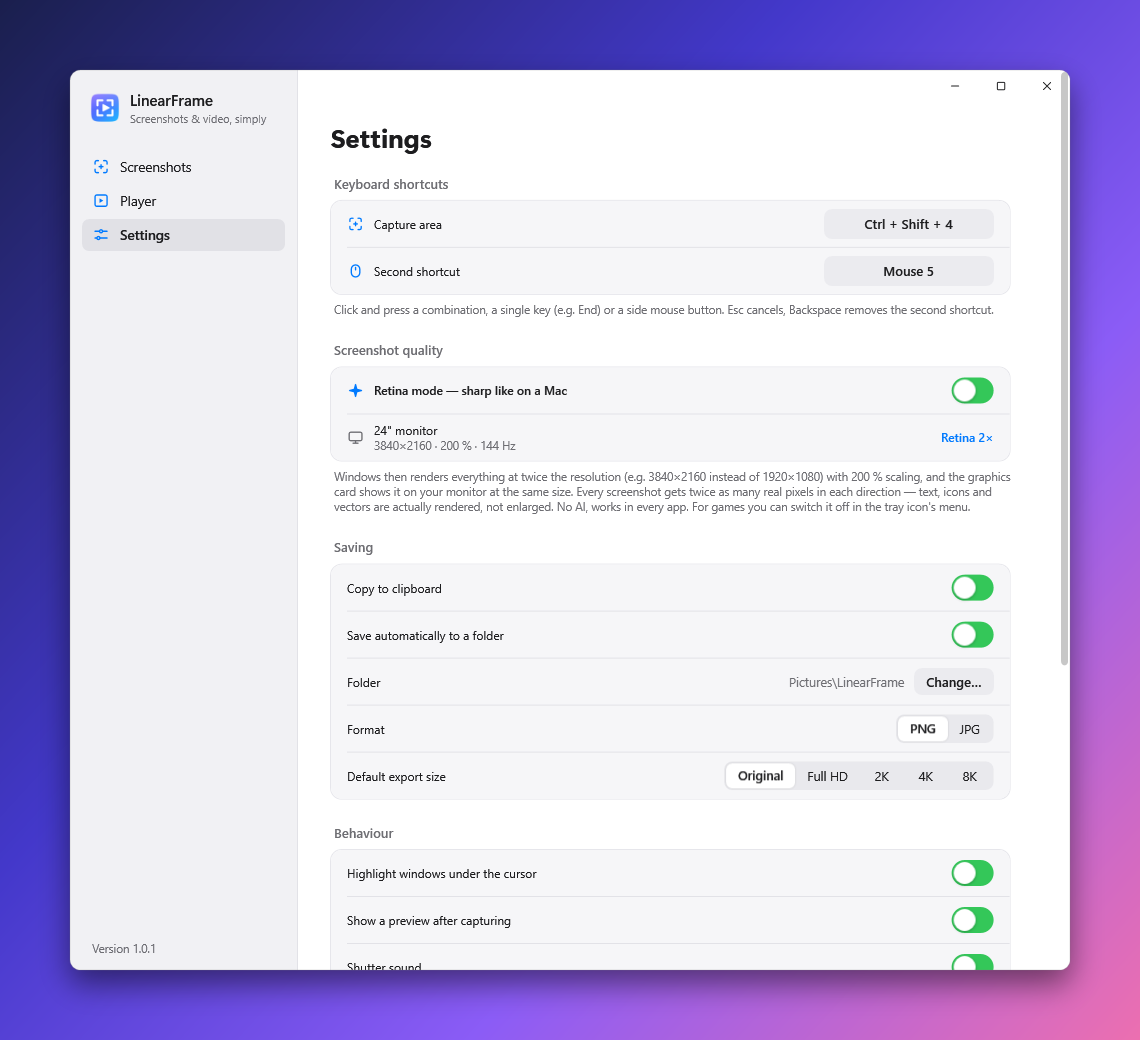 LinearFrame
Screenshots & video, simply
Screenshots
Player
Settings
Version 1.0.1
Settings
Keyboard shortcuts
Capture area
Ctrl + Shift + 4
Second shortcut
Mouse 5
Click and press a combination, a single key (e.g. End) or a side mouse button. Esc cancels, Backspace removes the second shortcut.
Screenshot quality
Retina mode — sharp like on a Mac
24" monitor
3840×2160 · 200 % · 144 Hz
Retina 2×
Windows then renders everything at twice the resolution (e.g. 3840×2160 instead of 1920×1080) with 200 % scaling, and the graphics
card shows it on your monitor at the same size. Every screenshot gets twice as many real pixels in each direction — text, icons and
vectors are actually rendered, not enlarged. No AI, works in every app. For games you can switch it off in the tray icon's menu.
Saving
Copy to clipboard
Save automatically to a folder
Folder
Pictures\LinearFrame
Change...
Format
PNG JPG
Default export size
Original Full HD 2K 4K 8K
Behaviour
Highlight windows under the cursor
Show a preview after capturing
Shutter sound